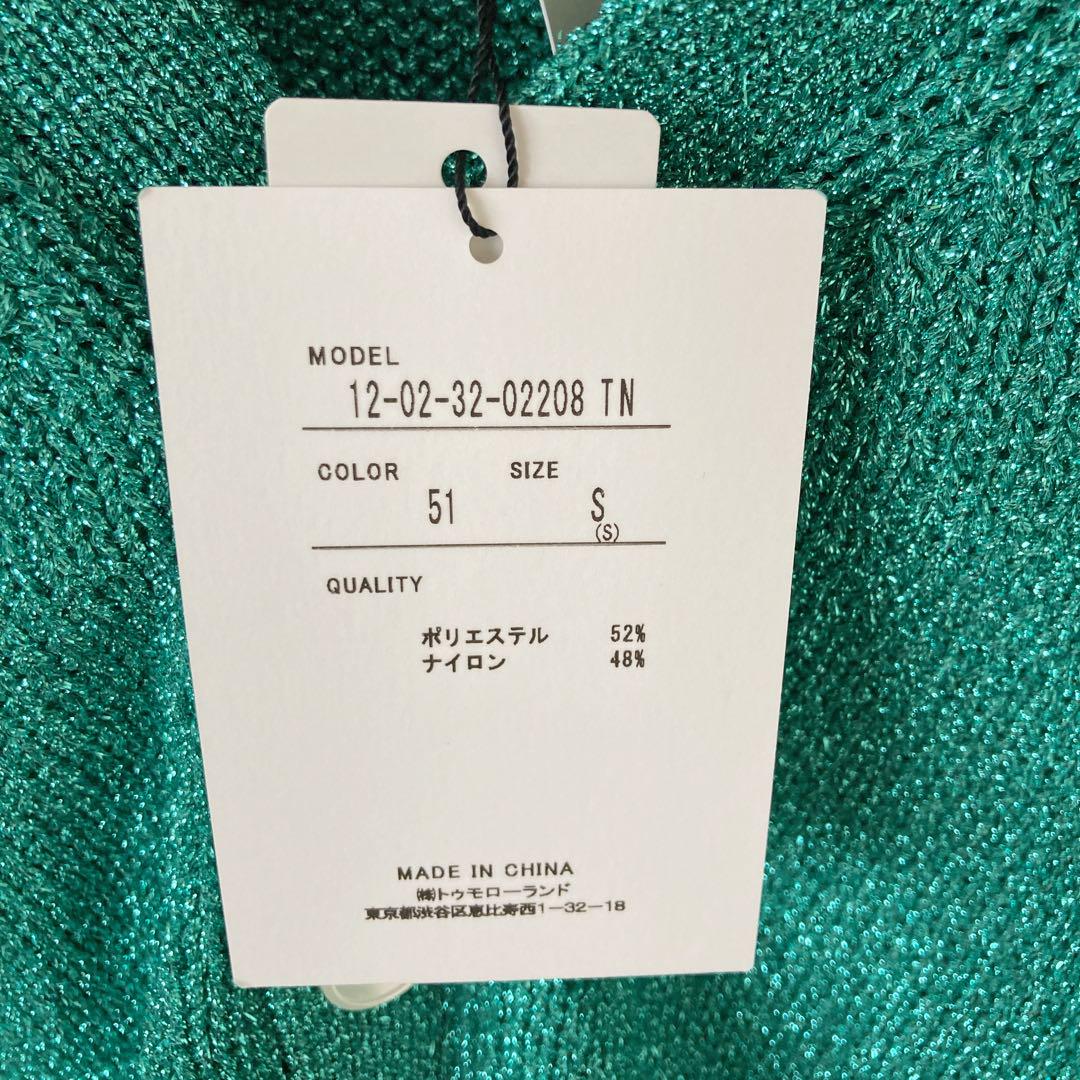 MODEL
12-02-32-02208 TN
COLOR SIZE
51 S
(S)
QUALITY
ポリエステル 52%
ナイロン 48%
MADE IN CHINA
㈱トゥモローランド
東京都渋谷区恵比寿西1-32-18